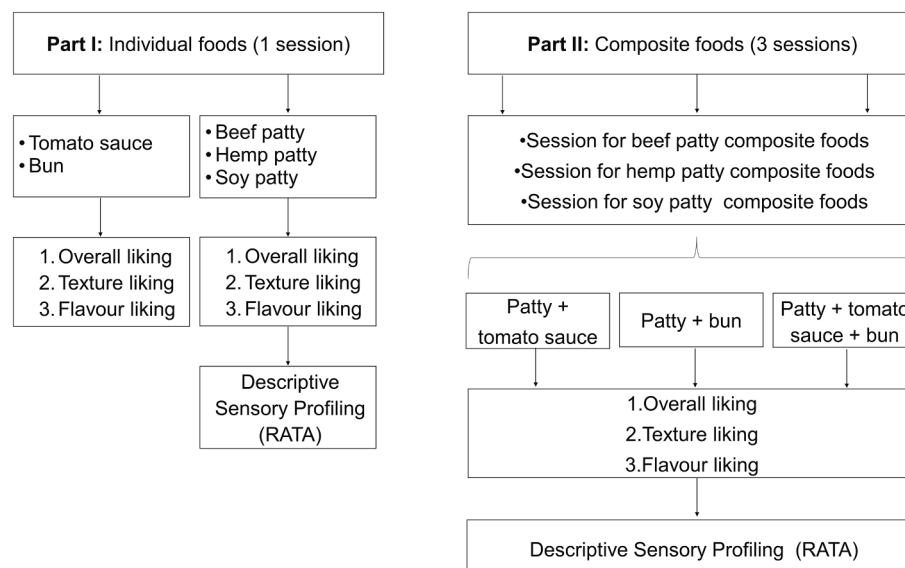 Part I: Individual foods (1 session)
• Tomato sauce
• Bun
• Beef patty
• Hemp patty
• Soy patty
1. Overall liking
2. Texture liking
3. Flavour liking
1. Overall liking
2. Texture liking
3. Flavour liking
Descriptive
Sensory Profiling
(RATA)
Part II: Composite foods (3 sessions)
•Session for beef patty composite foods
•Session for hemp patty composite foods
•Session for soy patty composite foods
Patty +
tomato sauce
Patty + bun
Patty + tomato
sauce + bun
1.Overall liking
2.Texture liking
3.Flavour liking
Descriptive Sensory Profiling (RATA)